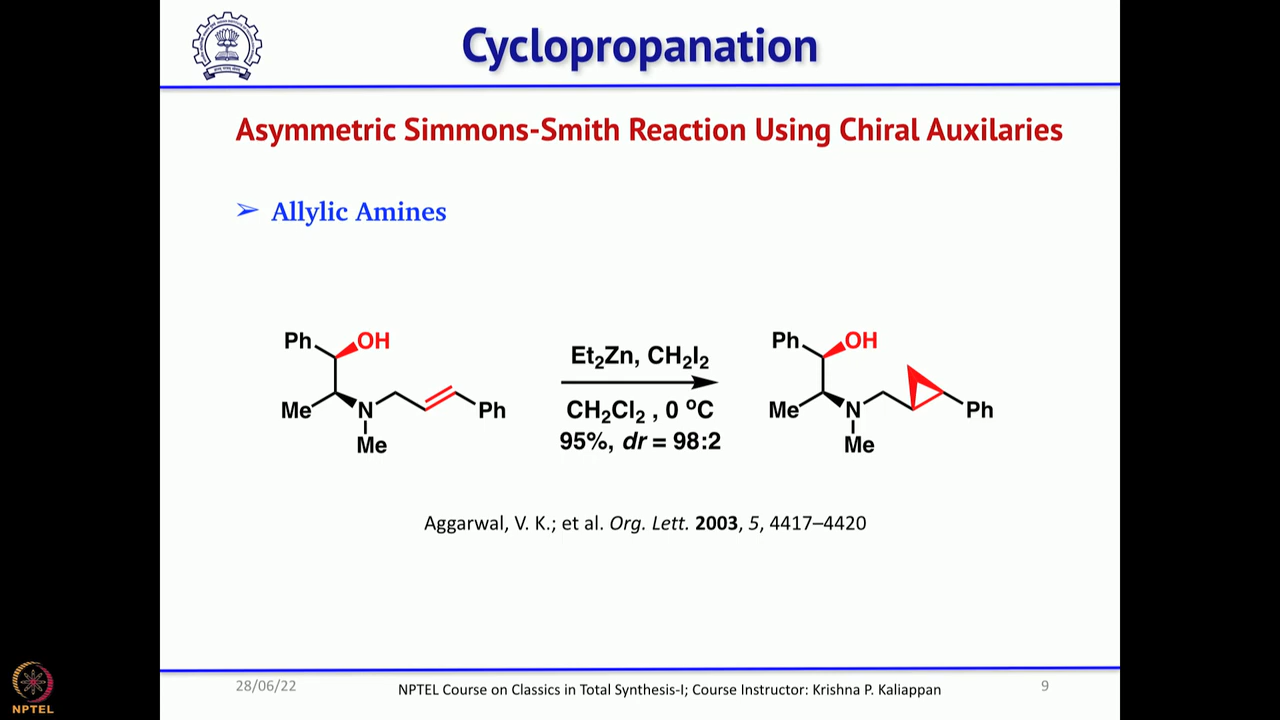 Cyclopropanation
Asymmetric Simmons-Smith Reaction Using Chiral Auxilaries
➢ Allylic Amines
Ph OH
Me N Ph
Me
Et₂Zn, CH₂I₂
CH₂Cl₂ , 0 ºC
95%, dr = 98:2
Ph OH
Me N Ph
Me
Aggarwal, V. K.; et al. Org. Lett. 2003, 5, 4417–4420
28/06/22
NPTEL Course on Classics in Total Synthesis-I; Course Instructor: Krishna P. Kaliappan
9
NPTEL